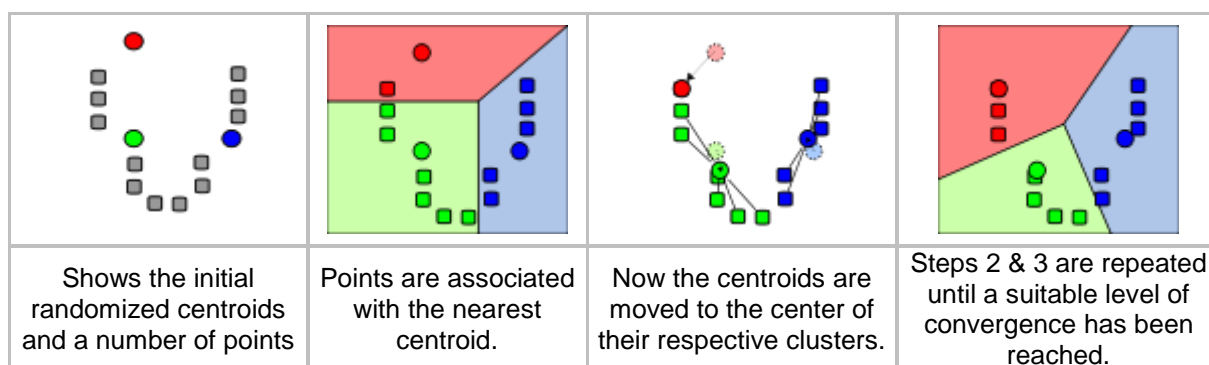 Shows the initial
randomized centroids
and a number of points
Points are associated
with the nearest
centroid.
Now the centroids are
moved to the center of
their respective clusters.
Steps 2 & 3 are repeated
until a suitable level of
convergence has been
reached.